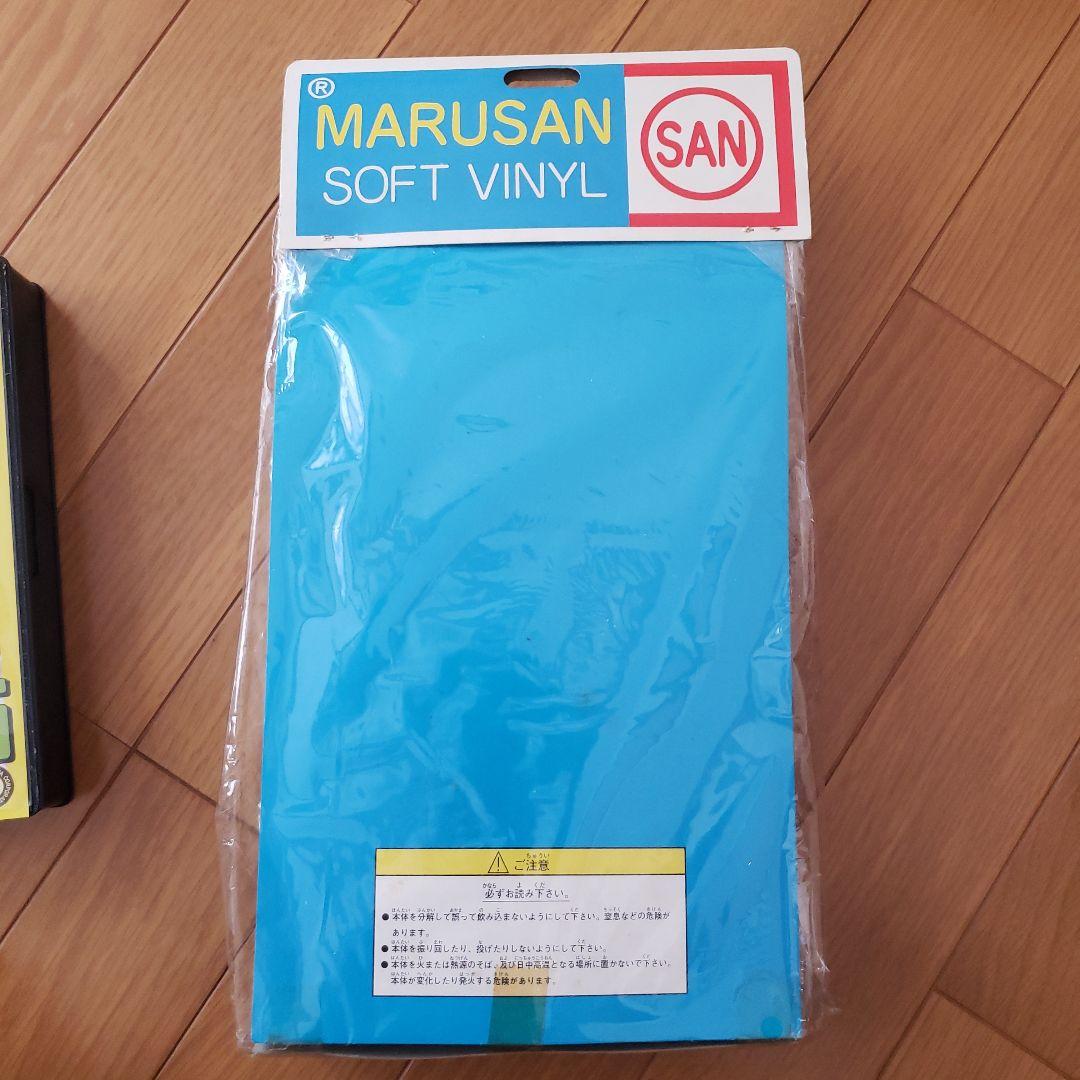 ®
MARUSAN
SOFT VINYL
SAN
ご注意
必ずお読み下さい。
●本体を分解して誤って飲み込まないようにして下さい。窒息などの危険が
あります。
●本体を振り回したり、投げたりしないようにして下さい。
●本体を火または熱源のそば、及び日中高温となる場所に置かないで下さい。
本体が変化したり発火する危険があります。